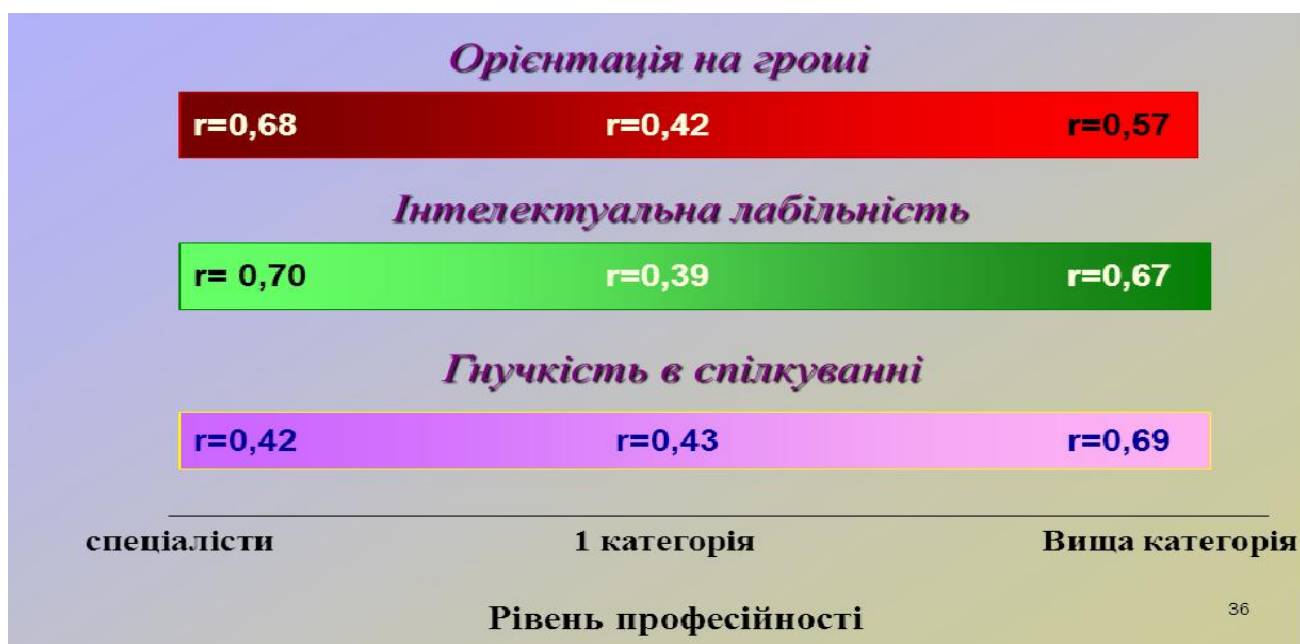 Орієнтація на гроші
r=0,68 r=0,42 r=0,57
Інтелектуальна лабільність
r= 0,70 r=0,39 r=0,67
Гнучкість в спілкуванні
r=0,42 r=0,43 r=0,69
спеціалісти 1 категорія Вища категорія
Рівень професійності 36